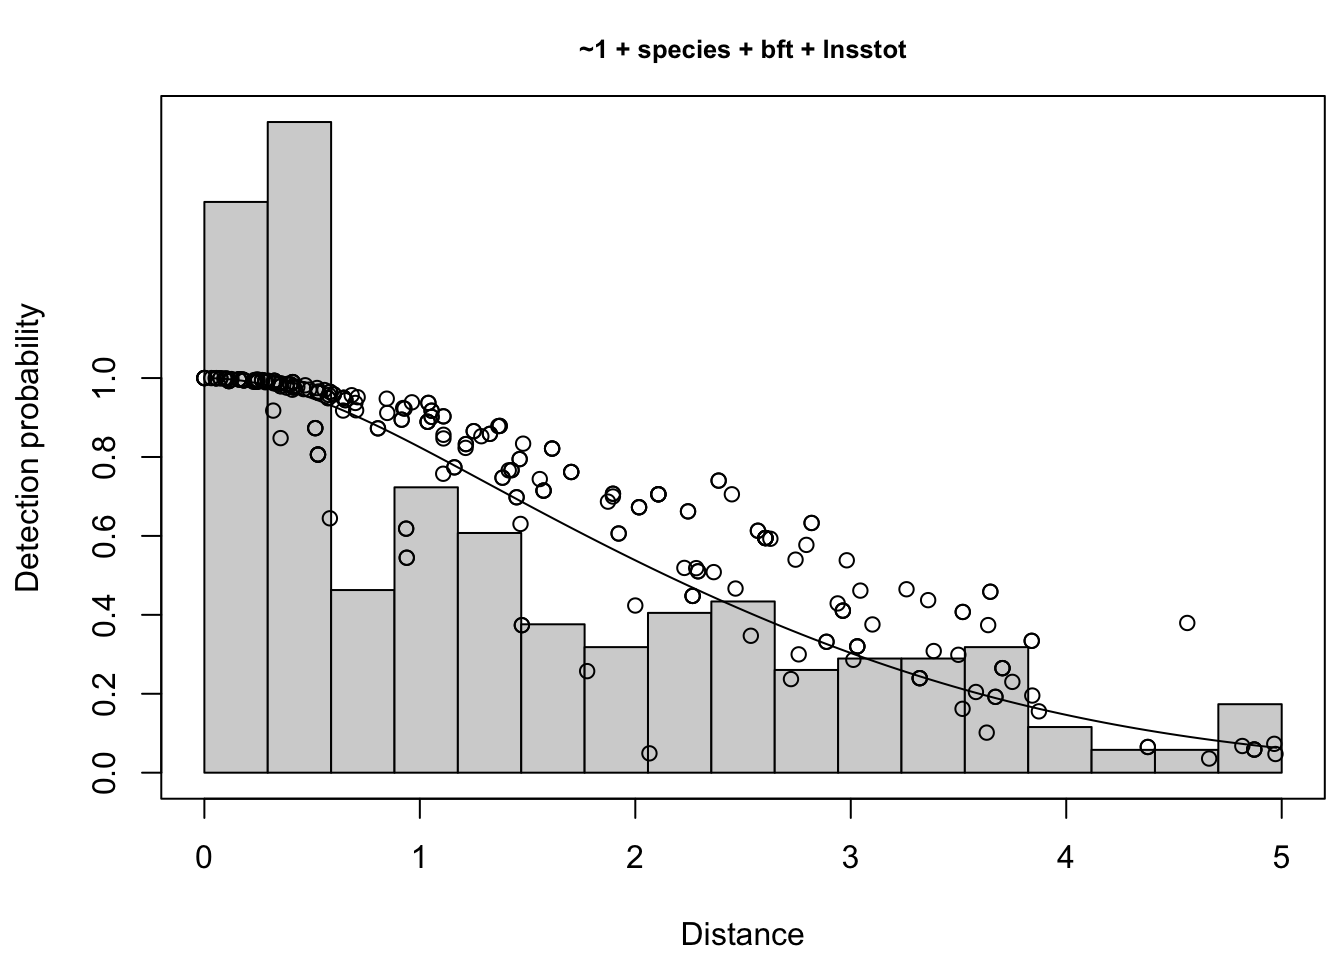 ~1 + species + bft + lnsstot
Detection probability
1.0
0.8
0.6
0.4
0.2
0.0
0 1 2 3 4 5
Distance